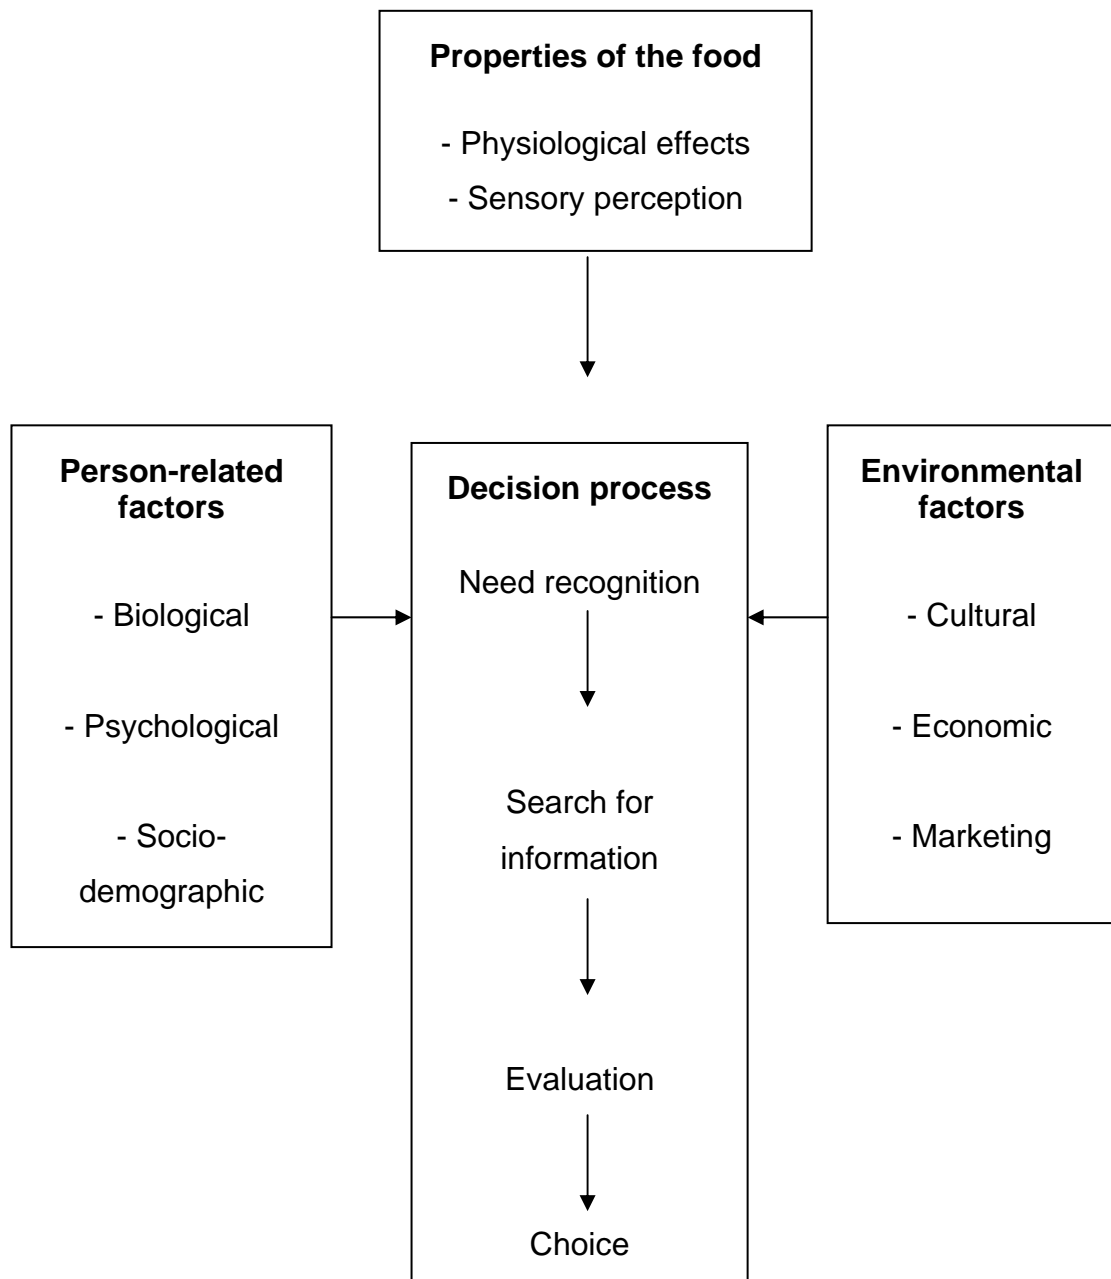 Properties of the food
- Physiological effects
- Sensory perception
Person-related
factors
- Biological
- Psychological
- Socio-
demographic
Decision process
Need recognition
Search for
information
Evaluation
Choice
Environmental
factors
- Cultural
- Economic
- Marketing